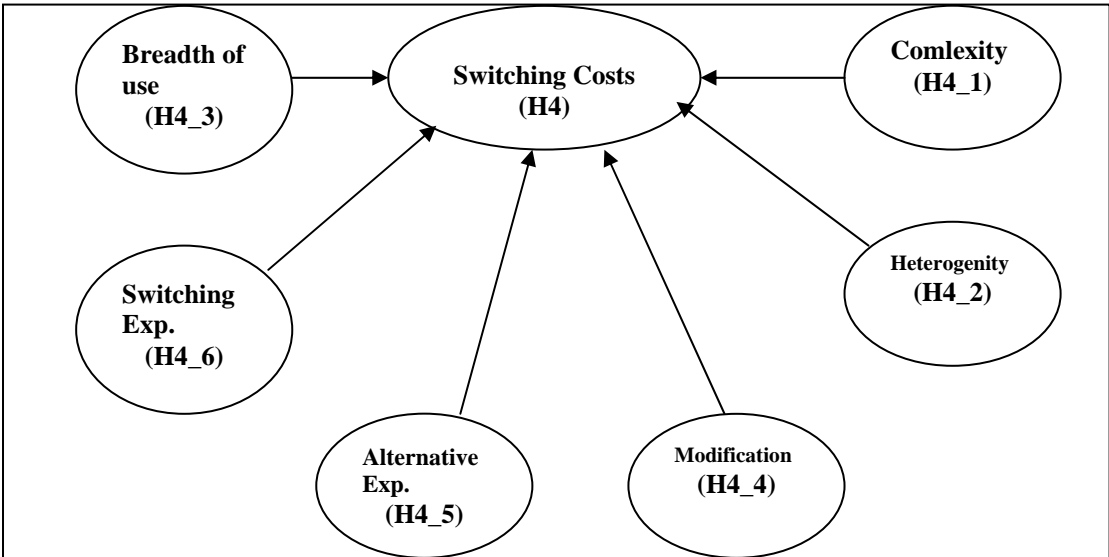 Breadth of
use
(H4_3)
Switching Costs
(H4)
Comlexity
(H4_1)
Switching
Exp.
(H4_6)
Heterogenity
(H4_2)
Alternative
Exp.
(H4_5)
Modification
(H4_4)